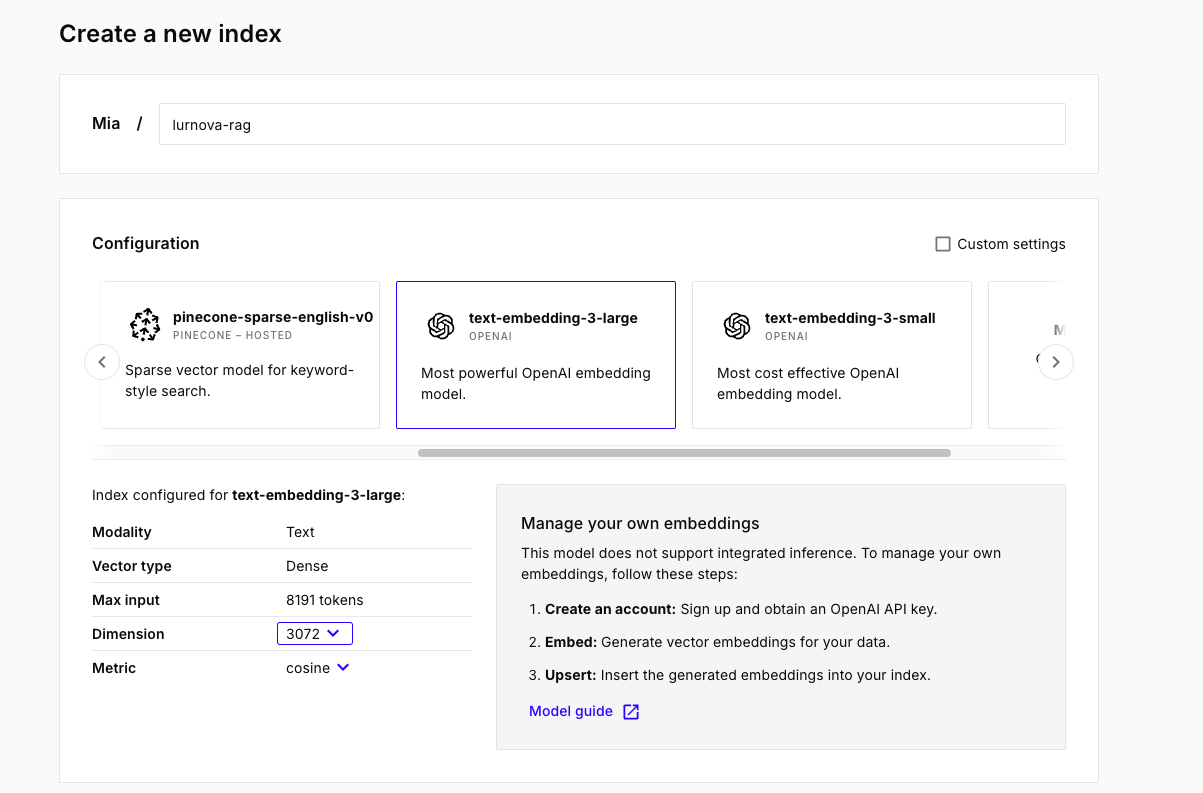 Create a new index
Mia / lurnova-rag
Configuration
Custom settings
pinecone-sparse-english-v0
PINECONE – HOSTED
Sparse vector model for keyword-
style search.
text-embedding-3-large
OPENAI
Most powerful OpenAI embedding
model.
text-embedding-3-small
OPENAI
Most cost effective OpenAI
embedding model.
Index configured for text-embedding-3-large:
Modality Text
Vector type Dense
Max input 8191 tokens
Dimension 3072
Metric cosine
Manage your own embeddings
This model does not support integrated inference. To manage your own
embeddings, follow these steps:
1. Create an account: Sign up and obtain an OpenAI API key.
2. Embed: Generate vector embeddings for your data.
3. Upsert: Insert the generated embeddings into your index.
Model guide